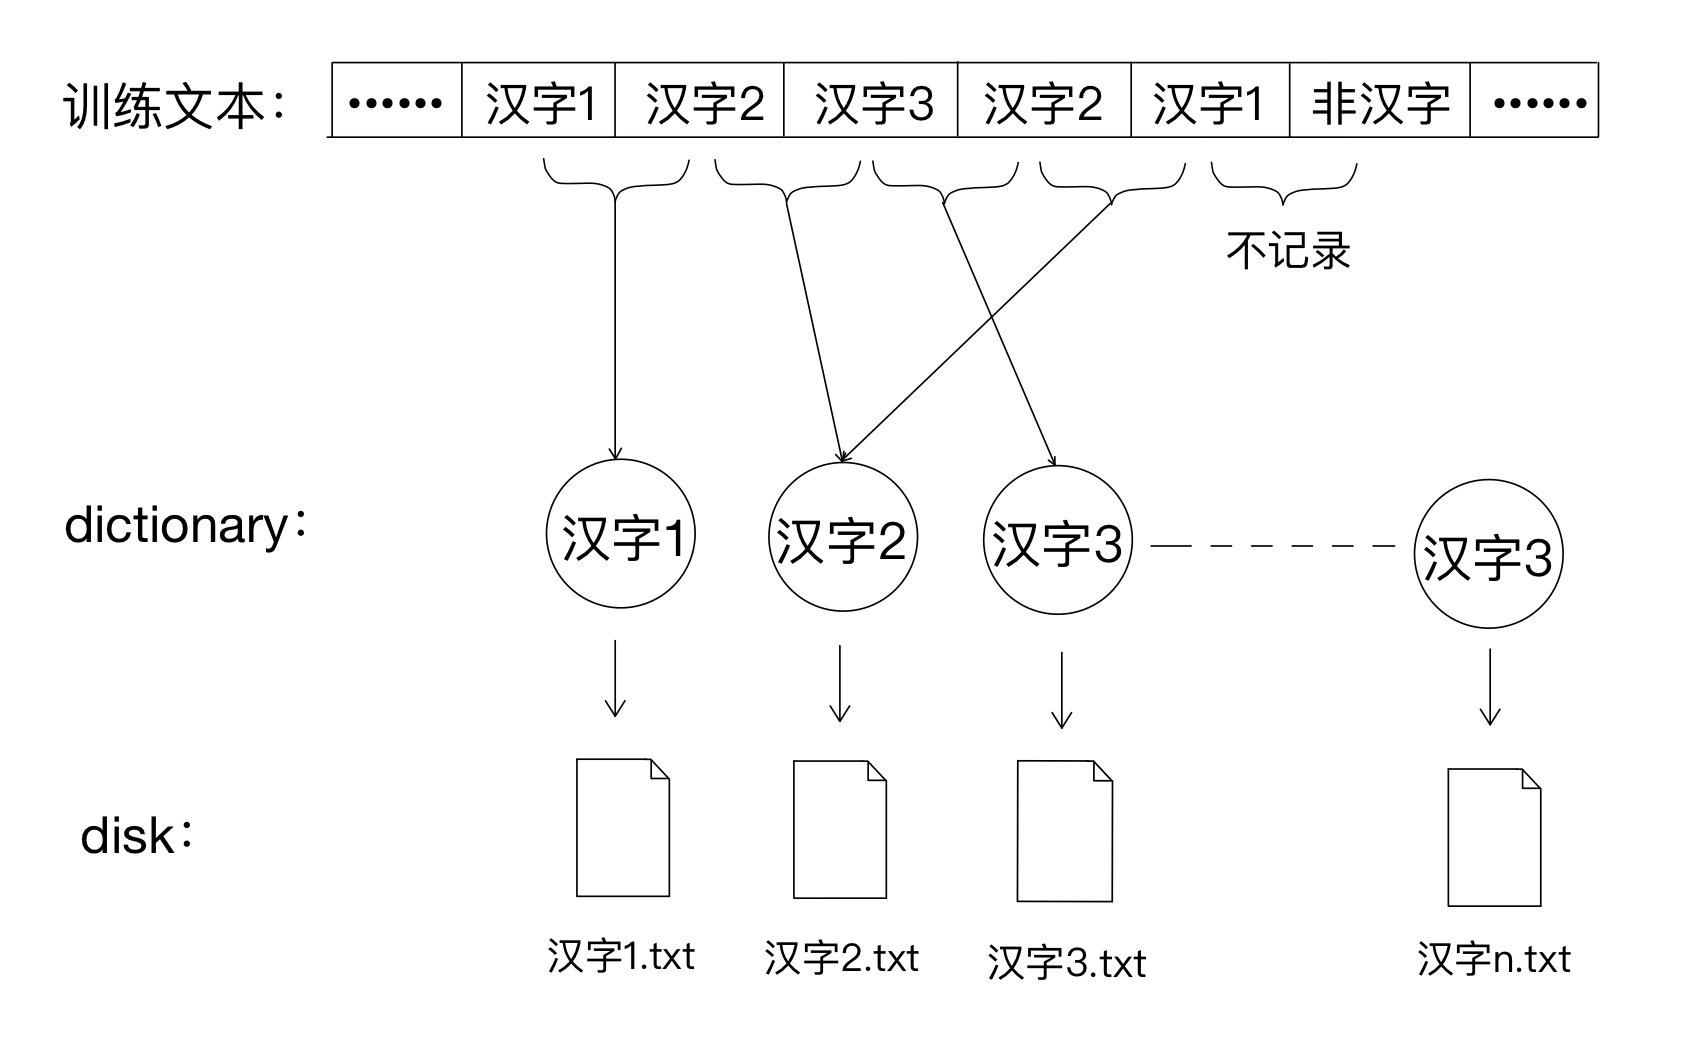 训练文本： •••••• 汉字1 汉字2 汉字3 汉字2 汉字1 非汉字 ••••••
不记录
dictionary： 汉字1 汉字2 汉字3 汉字3
disk：
汉字1.txt 汉字2.txt 汉字3.txt 汉字n.txt